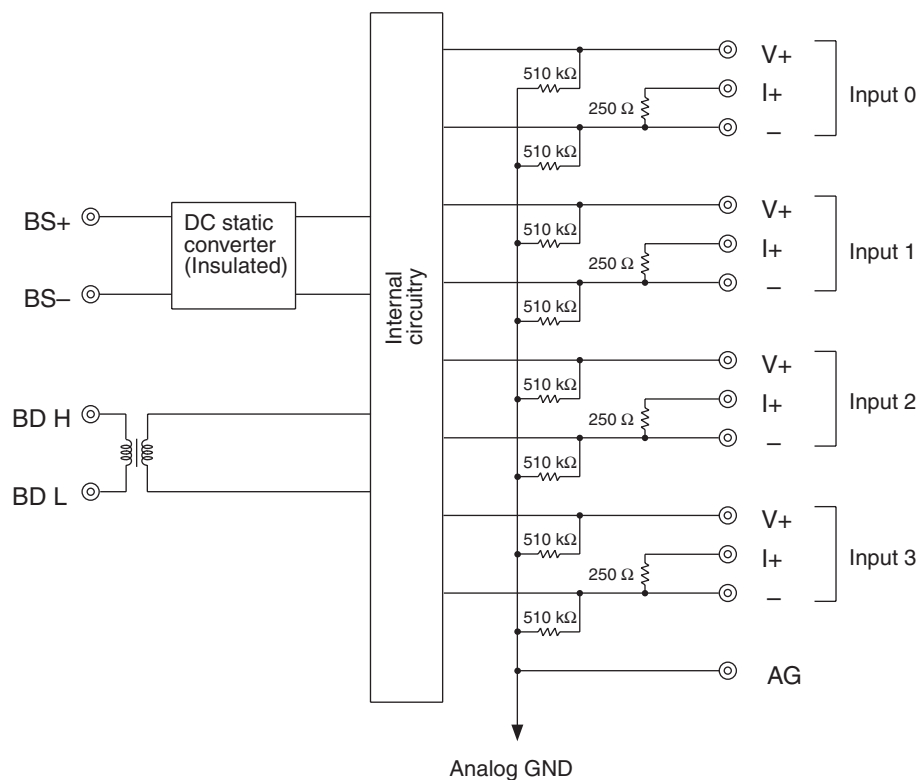 V+
510 kΩ
I+
Input 0
250 Ω
–
510 kΩ
BS+
DC static
converter
(Insulated)
BS–
Internal
circuitry
V+
510 kΩ
I+
Input 1
250 Ω
–
510 kΩ
V+
510 kΩ
I+
Input 2
250 Ω
–
510 kΩ
BD H
BD L
V+
510 kΩ
I+
Input 3
250 Ω
–
510 kΩ
AG
Analog GND